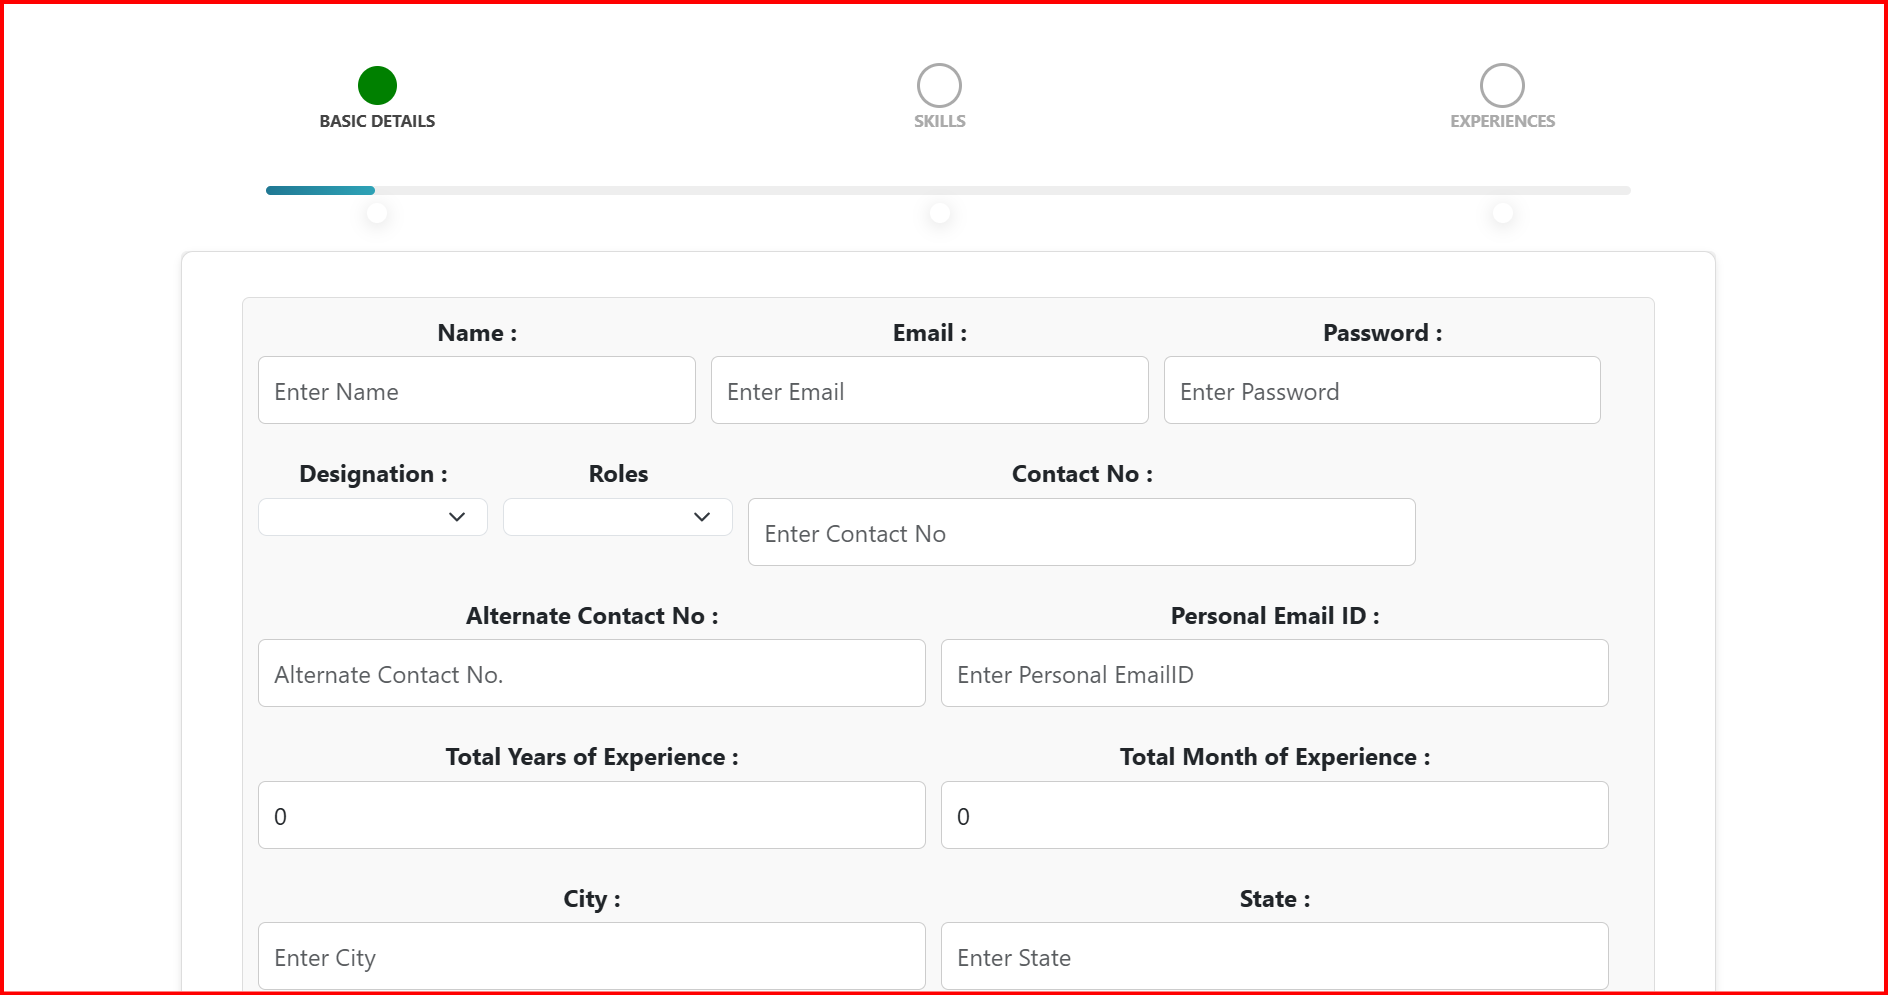 BASIC DETAILS SKILLS EXPERIENCES
Name : Email : Password :
Enter Name Enter Email Enter Password
Designation : Roles Contact No :
Enter Contact No
Alternate Contact No : Personal Email ID :
Alternate Contact No. Enter Personal EmailID
Total Years of Experience : Total Month of Experience :
0 0
City : State :
Enter City Enter State